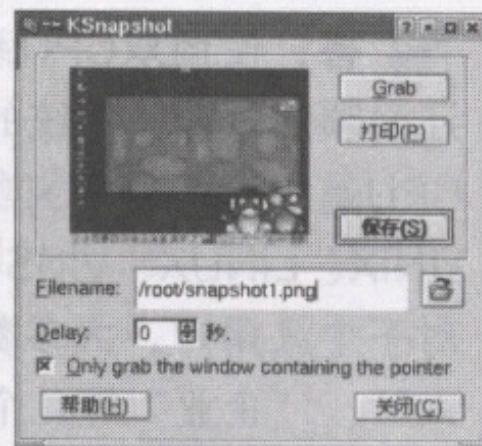 KSnapshot
Grab
打印(P)
保存(S)
Filename: /root/snapshot1.png
Delay: 0 秒.
Only grab the window containing the pointer
帮助(H) 关闭(C)